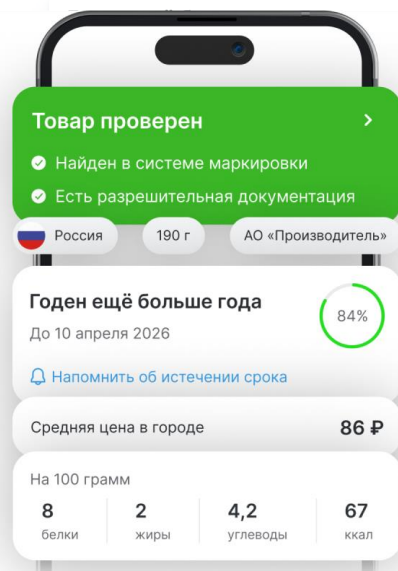 Товар проверен
Найден в системе маркировки
Есть разрешительная документация
Россия 190 г АО «Производитель»
Годен ещё больше года
84%
До 10 апреля 2026
Напомнить об истечении срока
Средняя цена в городе 86 ₽
На 100 грамм
8 2 4,2 67
белки жиры углеводы ккал